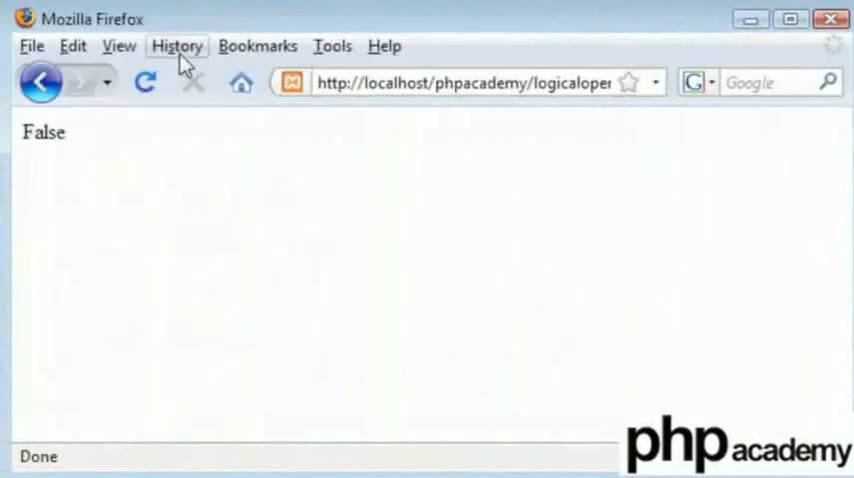 Mozilla Firefox
File Edit View History Bookmarks Tools Help
http://localhost/phpacademy/logicaloper
G Google
False
Done
php academy